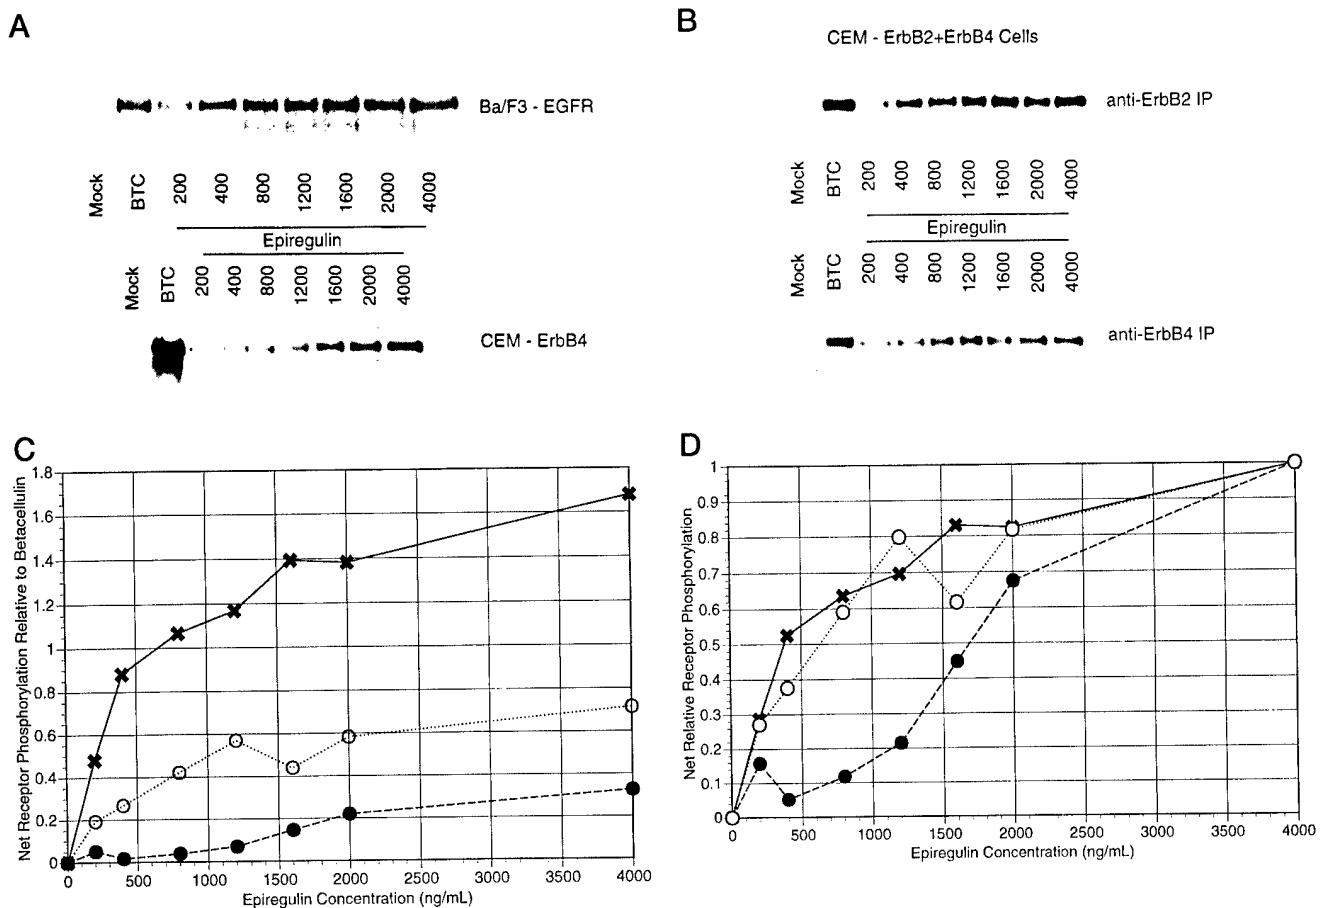 A
Ba/F3 - EGFR
Mock
BTC
200
400
800
1200
1600
2000
4000
Epiregulin
Mock
BTC
200
400
800
1200
1600
2000
4000
CEM - ErbB4
B
CEM - ErbB2+ErbB4 Cells
anti-ErbB2 IP
Mock
BTC
200
400
800
1200
1600
2000
4000
Epiregulin
Mock
BTC
200
400
800
1200
1600
2000
4000
anti-ErbB4 IP
C
Net Receptor Phosphorylation Relative to Betacellulin
1.8
1.6
1.4
1.2
1
0.8
0.6
0.4
0.2
0
0
500
1000
1500
2000
2500
3000
3500
4000
Epiregulin Concentration (ng/mL)
D
Net Relative Receptor Phosphorylation
1
0.9
0.8
0.7
0.6
0.5
0.4
0.3
0.2
0.1
0
0
500
1000
1500
2000
2500
3000
3500
4000
Epiregulin Concentration (ng/mL)